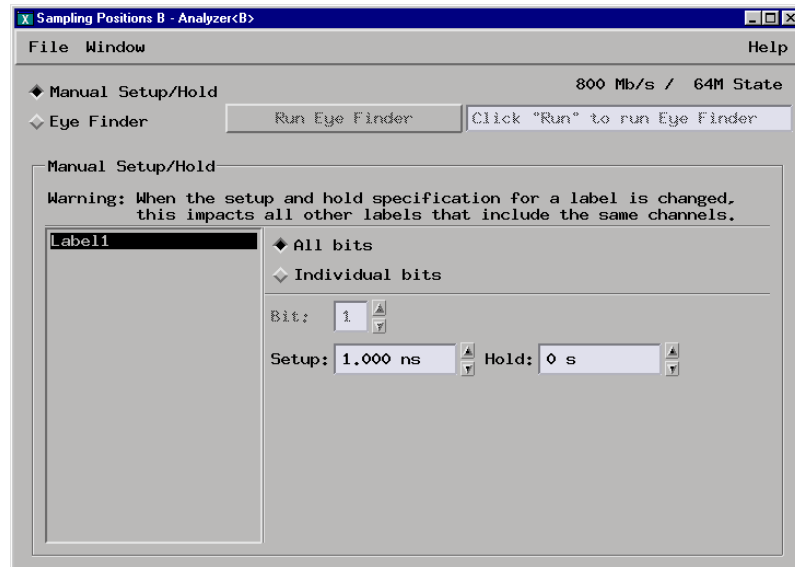 Sampling Positions B - Analyzer<B>
File Window Help
Manual Setup/Hold 800 Mb/s / 64M State
Eye Finder Run Eye Finder Click "Run" to run Eye Finder
Manual Setup/Hold
Warning: When the setup and hold specification for a label is changed,
this impacts all other labels that include the same channels.
Label1 All bits
Individual bits
Bit: 1
Setup: 1.000 ns Hold: 0 s